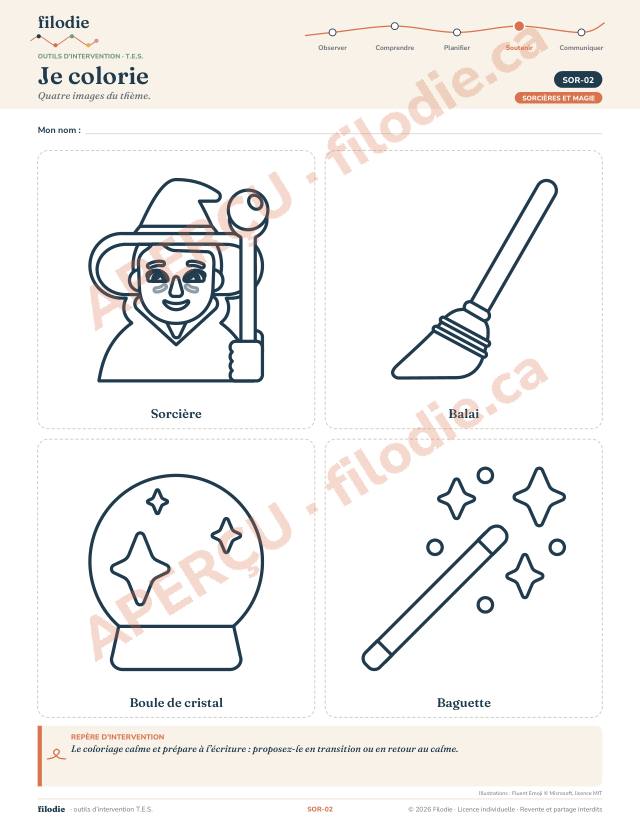 filodie
OUTILS D'INTERVENTION · T.E.S.
Je colorie
Quatre images du thème.
Observer
Comprendre
Planifier
Soutenir
Communiquer
SOR-02
SORCIÈRES ET MAGIE
Mon nom :
APERÇU · filodie.ca
Sorcière
Balai
APERÇU · filodie.ca
Boule de cristal
Baguette
REPÈRE D'INTERVENTION
Le coloriage calme et prépare à l'écriture : proposez-le en transition ou en retour au calme.
Illustrations : Fluent Emoji © Microsoft, licence MIT
filodie · outils d'intervention T.E.S.
SOR-02
© 2026 Filodie · Licence individuelle · Revente et partage interdits